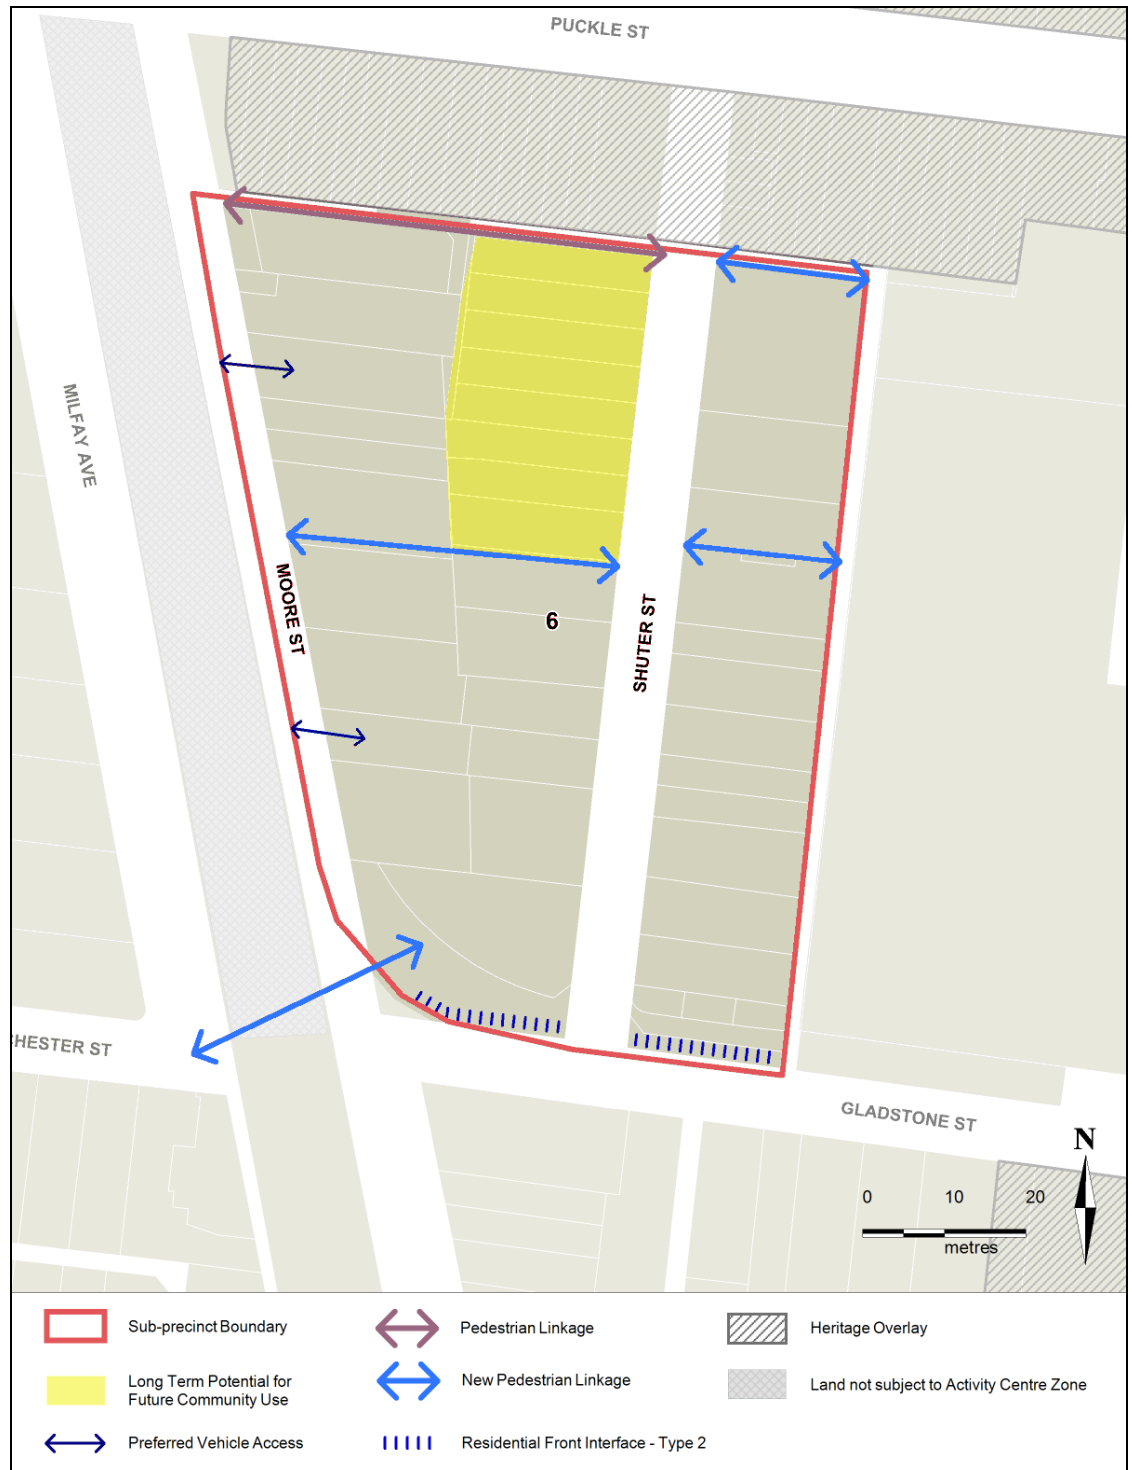 PUCKLE ST
MILFAY AVE
MOORE ST
6
SHUTER ST
CHESTER ST
GLADSTONE ST
N
0 10 20
metres
Sub-precinct Boundary
Pedestrian Linkage
Heritage Overlay
Long Term Potential for
Future Community Use
New Pedestrian Linkage
Land not subject to Activity Centre Zone
Preferred Vehicle Access
Residential Front Interface - Type 2